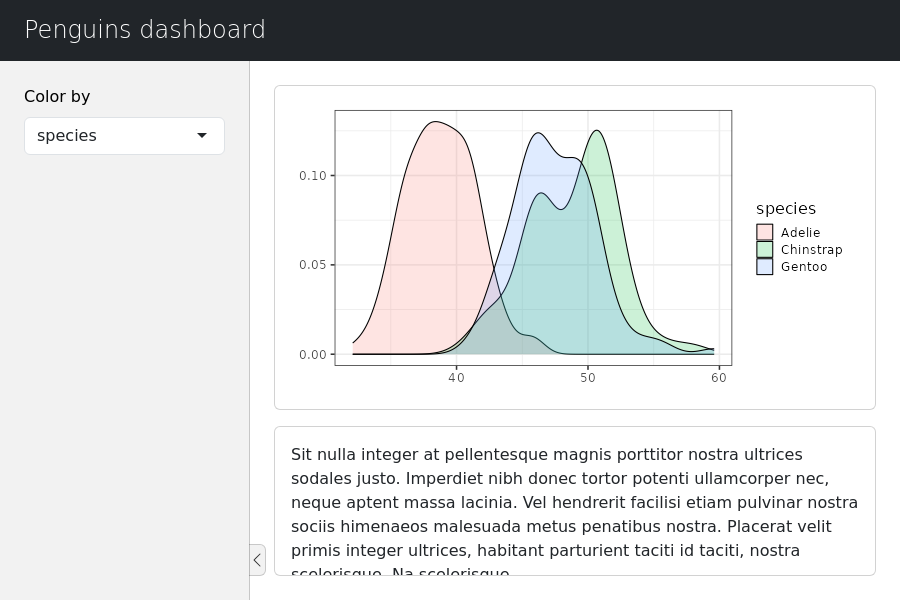 Penguins dashboard
Color by
species
0.10
0.05
0.00
40 50 60
species
Adelie
Chinstrap
Gentoo
Sit nulla integer at pellentesque magnis porttitor nostra ultrices
sodales justo. Imperdiet nibh donec tortor potenti ullamcorper nec,
neque aptent massa lacinia. Vel hendrerit facilisi etiam pulvinar nostra
sociis himenaeos malesuada metus penatibus nostra. Placerat velit
primis integer ultrices, habitant parturient taciti id taciti, nostra
scelerisque. Na scelerisque